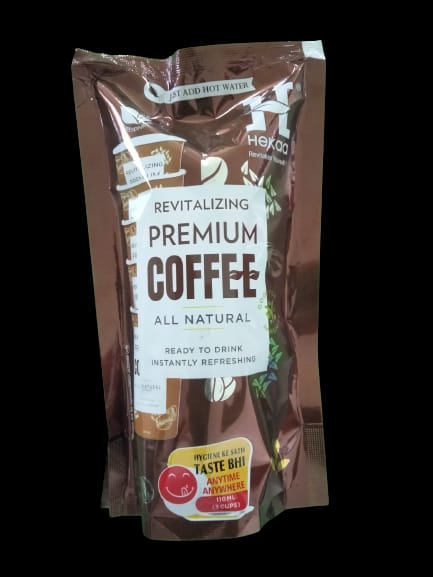 JUST ADD HOT WATER
®
REVITALIZING
REVITALIZING
PREMIUM
COFFEE
ALL NATURAL
READY TO DRINK
INSTANTLY REFRESHING
HYGIENE KE SATH
TASTE BHI
ANYTIME
ANYWHERE
110ML
(3 CUPS)